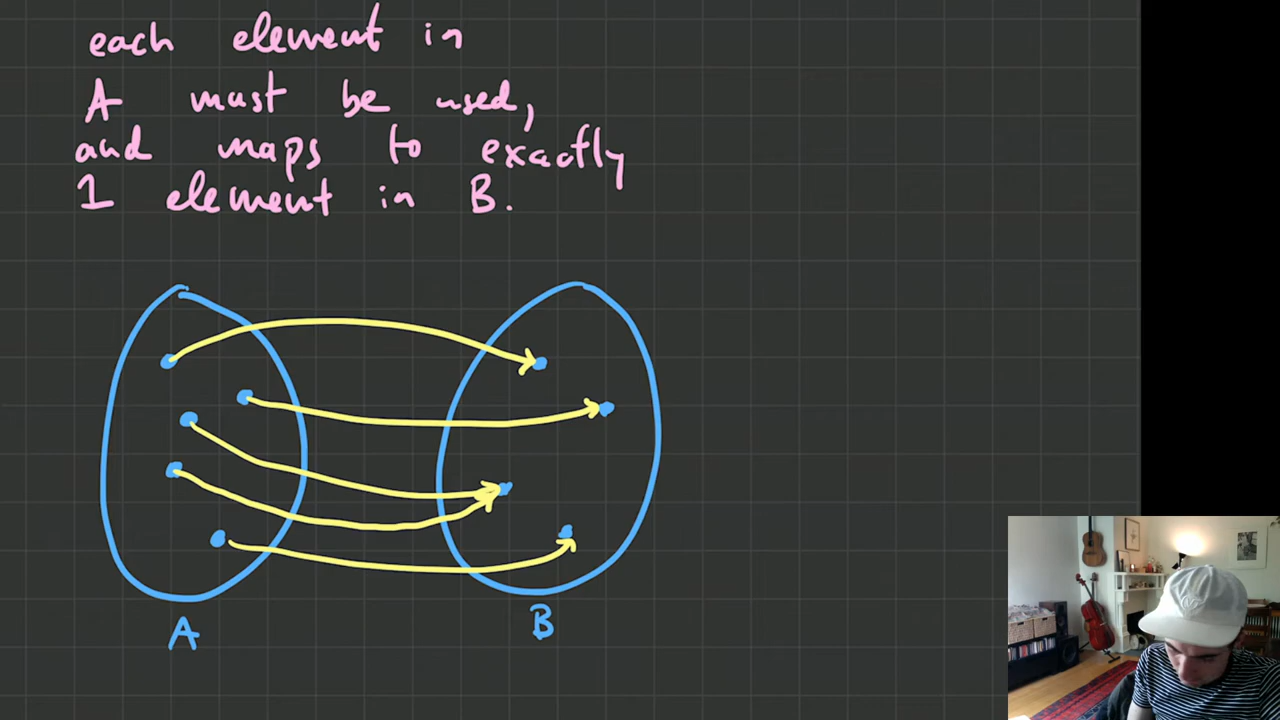 each element in
A must be used,
and maps to exactly
1 element in B.
A
B